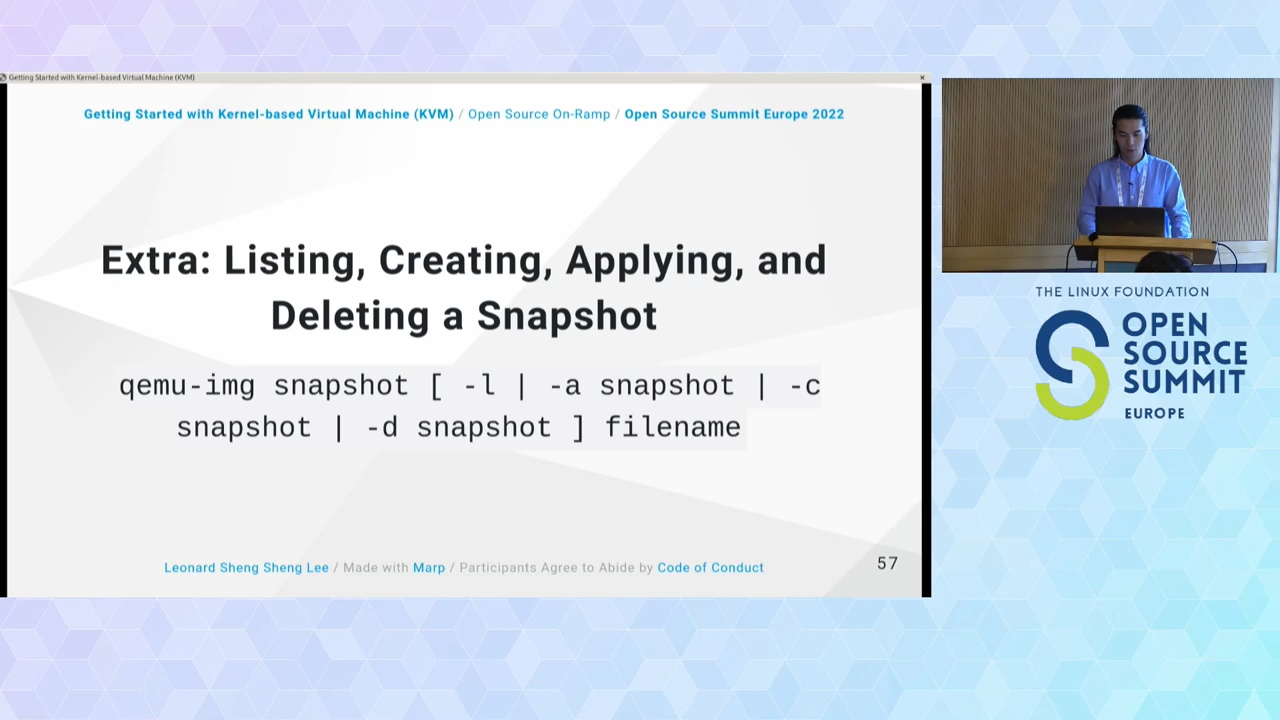 Getting Started with Kernel-based Virtual Machine (KVM)
Getting Started with Kernel-based Virtual Machine (KVM) / Open Source On-Ramp / Open Source Summit Europe 2022
Extra: Listing, Creating, Applying, and
Deleting a Snapshot
qemu-img snapshot [ -l | -a snapshot | -c
snapshot | -d snapshot ] filename
Leonard Sheng Sheng Lee / Made with Marp / Participants Agree to Abide by Code of Conduct
57
THE LINUX FOUNDATION
OPEN
SOURCE
SUMMIT
EUROPE